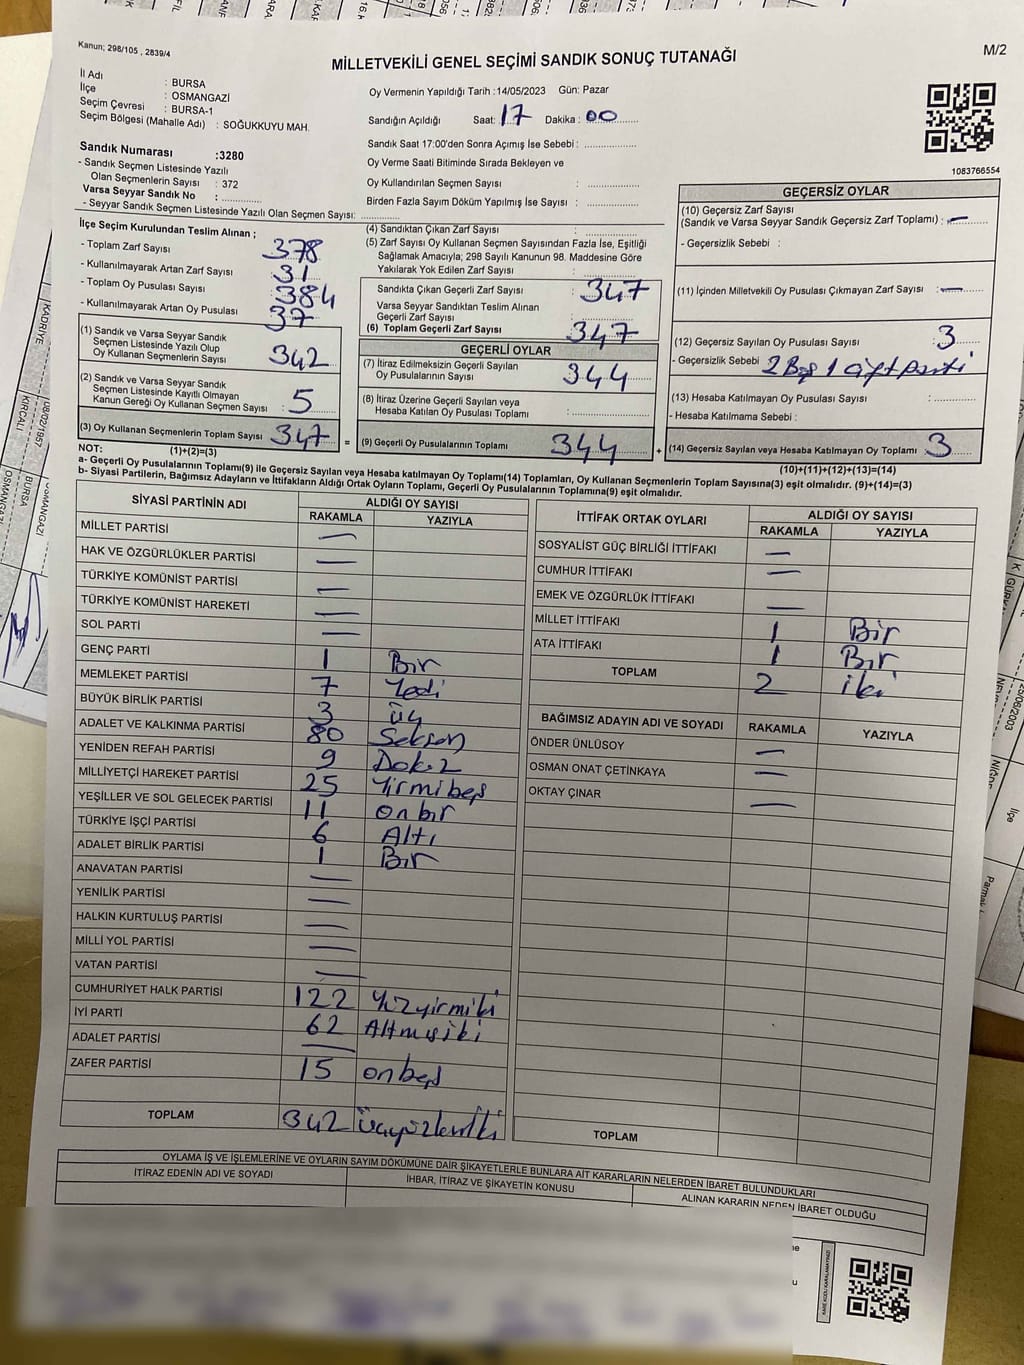 Kanun; 298/105 , 2839/4
MİLLETVEKİLİ GENEL SEÇİMİ SANDIK SONUÇ TUTANAĞI
M/2
İl Adı : BURSA
İlçe : OSMANGAZİ
Seçim Çevresi : BURSA-1
Seçim Bölgesi (Mahalle Adı) : SOĞUKKUYU MAH.
Sandık Numarası :3280
- Sandık Seçmen Listesinde Yazılı
Olan Seçmenlerin Sayısı : 372
Varsa Seyyar Sandık No :
- Seyyar Sandık Seçmen Listesinde Yazılı Olan Seçmen Sayısı:
Oy Vermenin Yapıldığı Tarih :14/05/2023 Gün: Pazar
Sandığın Açıldığı Saat: 17 Dakika : 00
Sandık Saat 17:00'den Sonra Açımış İse Sebebi :
Oy Verme Saati Bitiminde Sırada Bekleyen ve
Oy Kullandırılan Seçmen Sayısı :
Birden Fazla Sayım Döküm Yapılmış İse Sayısı :
1083766554
İlçe Seçim Kurulundan Teslim Alınan ;
- Toplam Zarf Sayısı 378
- Kullanılmayarak Artan Zarf Sayısı 31
- Toplam Oy Pusulası Sayısı 384
- Kullanılmayarak Artan Oy Pusulası 37
(1) Sandık ve Varsa Seyyar Sandık
Seçmen Listesinde Yazılı Olup
Oy Kullanan Seçmenlerin Sayısı 342
(2) Sandık ve Varsa Seyyar Sandık
Seçmen Listesinde Kayıtlı Olmayan
Kanun Gereği Oy Kullanan Seçmen Sayısı : 5
(3) Oy Kullanan Seçmenlerin Toplam Sayısı 347 =
(4) Sandıktan Çıkan Zarf Sayısı :
(5) Zarf Sayısı Oy Kullanan Seçmen Sayısından Fazla İse, Eşitliği
Sağlamak Amacıyla; 298 Sayılı Kanunun 98. Maddesine Göre
Yakılarak Yok Edilen Zarf Sayısı :
Sandıkta Çıkan Geçerli Zarf Sayısı : 347
Varsa Seyyar Sandıktan Teslim Alınan
Geçerli Zarf Sayısı :
(6) Toplam Geçerli Zarf Sayısı 347
GEÇERLİ OYLAR
(7) İtiraz Edilmeksizin Geçerli Sayılan
Oy Pusulalarının Sayısı : 344
(8) İtiraz Üzerine Geçerli Sayılan veya
Hesaba Katılan Oy Pusulası Toplamı :
(9) Geçerli Oy Pusulalarının Toplamı 344 +
GEÇERSİZ OYLAR
(10) Geçersiz Zarf Sayısı
(Sandık ve Varsa Seyyar Sandık Geçersiz Zarf Toplamı) : —
- Geçersizlik Sebebi :
(11) İçinden Milletvekili Oy Pusulası Çıkmayan Zarf Sayısı : —
(12) Geçersiz Sayılan Oy Pusulası Sayısı : 3
- Geçersizlik Sebebi : 2 Boş 1 çift parti
(13) Hesaba Katılmayan Oy Pusulası Sayısı :
- Hesaba Katılmama Sebebi :
(14) Geçersiz Sayılan veya Hesaba Katılmayan Oy Toplamı 3
NOT: (1)+(2)=(3)
(10)+(11)+(12)+(13)=(14)
a- Geçerli Oy Pusulalarının Toplamı(9) ile Geçersiz Sayılan veya Hesaba katılmayan Oy Toplamı(14) Toplamları, Oy Kullanan Seçmenlerin Toplam Sayısına(3) eşit olmalıdır. (9)+(14)=(3)
b- Siyasi Partilerin, Bağımsız Adayların ve İttifakların Aldığı Ortak Oyların Toplamı, Geçerli Oy Pusulalarının Toplamına(9) eşit olmalıdır.
SİYASİ PARTİNİN ADI ALDIĞI OY SAYISI
RAKAMLA YAZIYLA
MİLLET PARTİSİ —
HAK VE ÖZGÜRLÜKLER PARTİSİ —
TÜRKİYE KOMÜNİST PARTİSİ —
TÜRKİYE KOMÜNİST HAREKETİ —
SOL PARTİ —
GENÇ PARTİ 1 Bir
MEMLEKET PARTİSİ 7 Yedi
BÜYÜK BİRLİK PARTİSİ 3 üç
ADALET VE KALKINMA PARTİSİ 80 Seksen
YENİDEN REFAH PARTİSİ 9 Dokuz
MİLLİYETÇİ HAREKET PARTİSİ 25 Yirmibeş
YEŞİLLER VE SOL GELECEK PARTİSİ 11 onbir
TÜRKİYE İŞÇİ PARTİSİ 6 Altı
ADALET BİRLİK PARTİSİ 1 Bir
ANAVATAN PARTİSİ —
YENİLİK PARTİSİ —
HALKIN KURTULUŞ PARTİSİ —
MİLLİ YOL PARTİSİ —
VATAN PARTİSİ —
CUMHURİYET HALK PARTİSİ 122 Yüzyirmiiki
İYİ PARTİ 62 Altmışiki
ADALET PARTİSİ —
ZAFER PARTİSİ 15 onbeş
TOPLAM 342 üçyüzkırkiki
İTTİFAK ORTAK OYLARI ALDIĞI OY SAYISI
RAKAMLA YAZIYLA
SOSYALİST GÜÇ BİRLİĞİ İTTİFAKI —
CUMHUR İTTİFAKI —
EMEK VE ÖZGÜRLÜK İTTİFAKI —
MİLLET İTTİFAKI 1 Bir
ATA İTTİFAKI 1 Bir
TOPLAM 2 iki
BAĞIMSIZ ADAYIN ADI VE SOYADI RAKAMLA YAZIYLA
ÖNDER ÜNLÜSOY —
OSMAN ONAT ÇETİNKAYA —
OKTAY ÇINAR —
TOPLAM
OYLAMA İŞ VE İŞLEMLERİNE VE OYLARIN SAYIM DÖKÜMÜNE DAİR ŞİKAYETLERLE BUNLARA AİT KARARLARIN NELERDEN İBARET BULUNDUKLARI
İTİRAZ EDENİN ADI VE SOYADI İHBAR, İTİRAZ VE ŞİKAYETİN KONUSU ALINAN KARARIN NEDEN İBARET OLDUĞU
KADRİYE
KIRCALI
08/02/1957
BURSA
OSMANGAZİ
25/06/2003
NİĞDE
İlçe